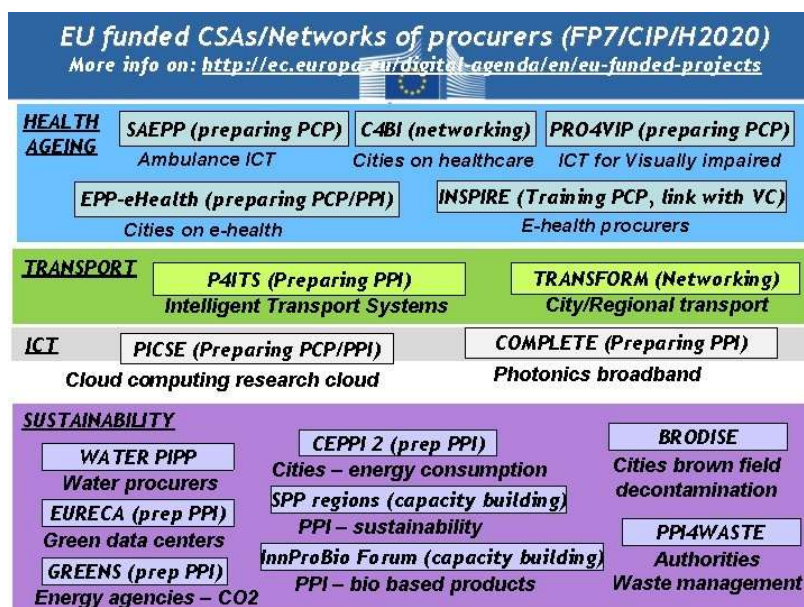 EU funded CSAs/Networks of procurers (FP7/CIP/H2020)
More info on: http://ec.europa.eu/digital-agenda/en/eu-funded-projects
HEALTH
AGEING
SAEPP (preparing PCP)
Ambulance ICT
C4BI (networking)
Cities on healthcare
PRO4VIP (preparing PCP)
ICT for Visually impaired
EPP-eHealth (preparing PCP/PPI)
Cities on e-health
INSPIRE (Training PCP, link with VC)
E-health procurers
TRANSPORT
P4ITS (Preparing PPI)
Intelligent Transport Systems
TRANSFORM (Networking)
City/Regional transport
ICT
PICSE (Preparing PCP/PPI)
Cloud computing research cloud
COMPLETE (Preparing PPI)
Photonics broadband
SUSTAINABILITY
WATER PIPP
Water procurers
EURECA (prep PPI)
Green data centers
GREENS (prep PPI)
Energy agencies – CO2
CEPPI 2 (prep PPI)
Cities – energy consumption
SPP regions (capacity building)
PPI – sustainability
InnProBio Forum (capacity building)
PPI – bio based products
BRODISE
Cities brown field
decontamination
PPI4WASTE
Authorities
Waste management